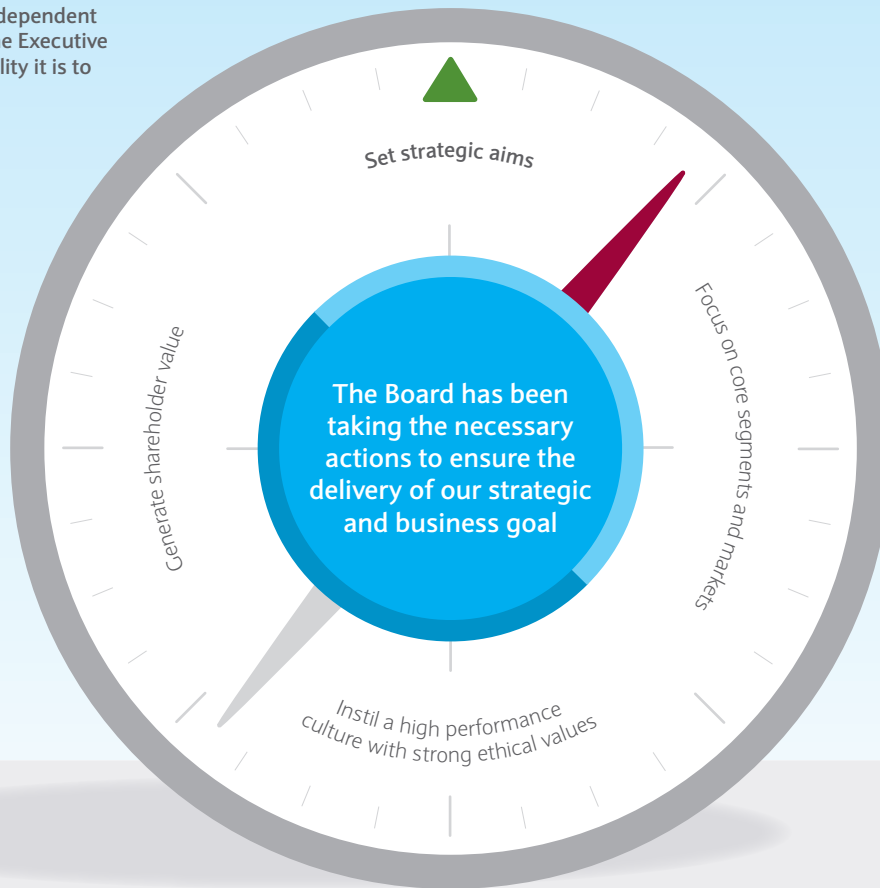 dependent
e Executive
lity it is to
Set strategic aims
Focus on core segments and markets
The Board has been
taking the necessary
actions to ensure the
delivery of our strategic
and business goal
Generate shareholder value
Instil a high performance
culture with strong ethical values